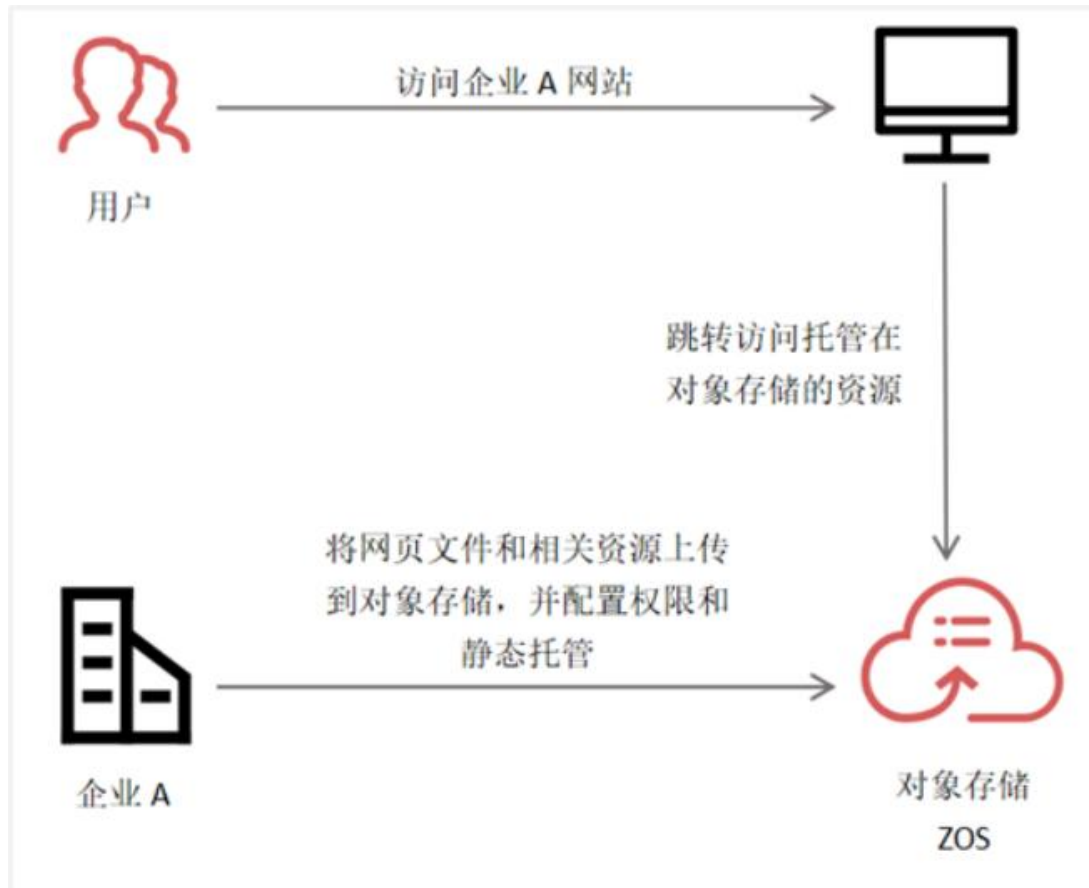 访问企业 A 网站
用户
跳转访问托管在
对象存储的资源
将网页文件和相关资源上传
到对象存储，并配置权限和
静态托管
企业 A
对象存储
ZOS